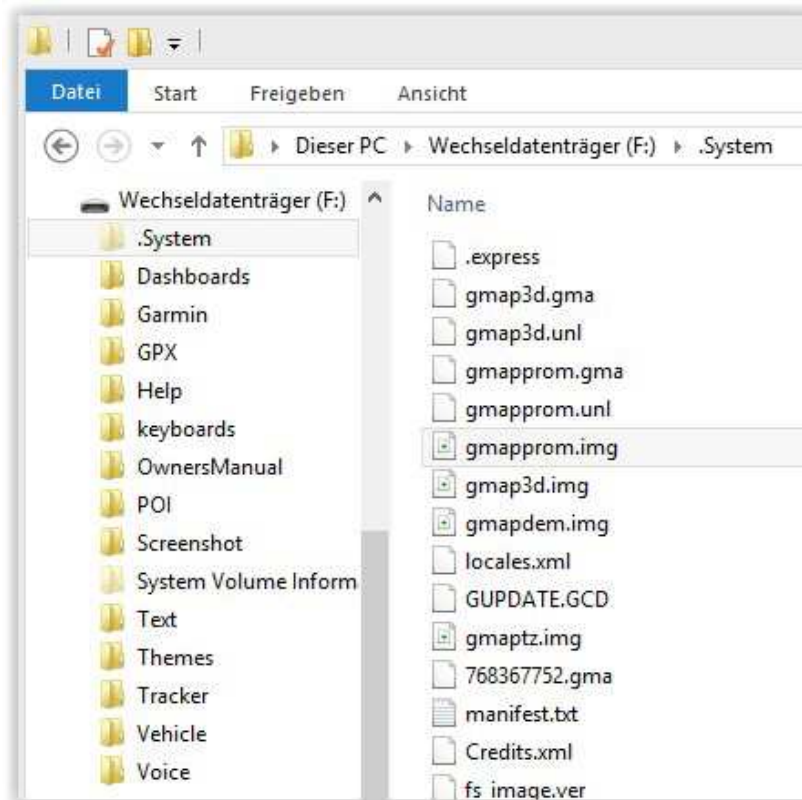 Datei Start Freigeben Ansicht
Dieser PC Wechseldatenträger (F:) .System
Wechseldatenträger (F:)
.System
Dashboards
Garmin
GPX
Help
keyboards
OwnersManual
POI
Screenshot
System Volume Inform
Text
Themes
Tracker
Vehicle
Voice
Name
.express
gmap3d.gma
gmap3d.unl
gmapprom.gma
gmapprom.unl
gmapprom.img
gmap3d.img
gmapdem.img
locales.xml
GUPDATE.GCD
gmaptz.img
768367752.gma
manifest.txt
Credits.xml
fs_image.ver